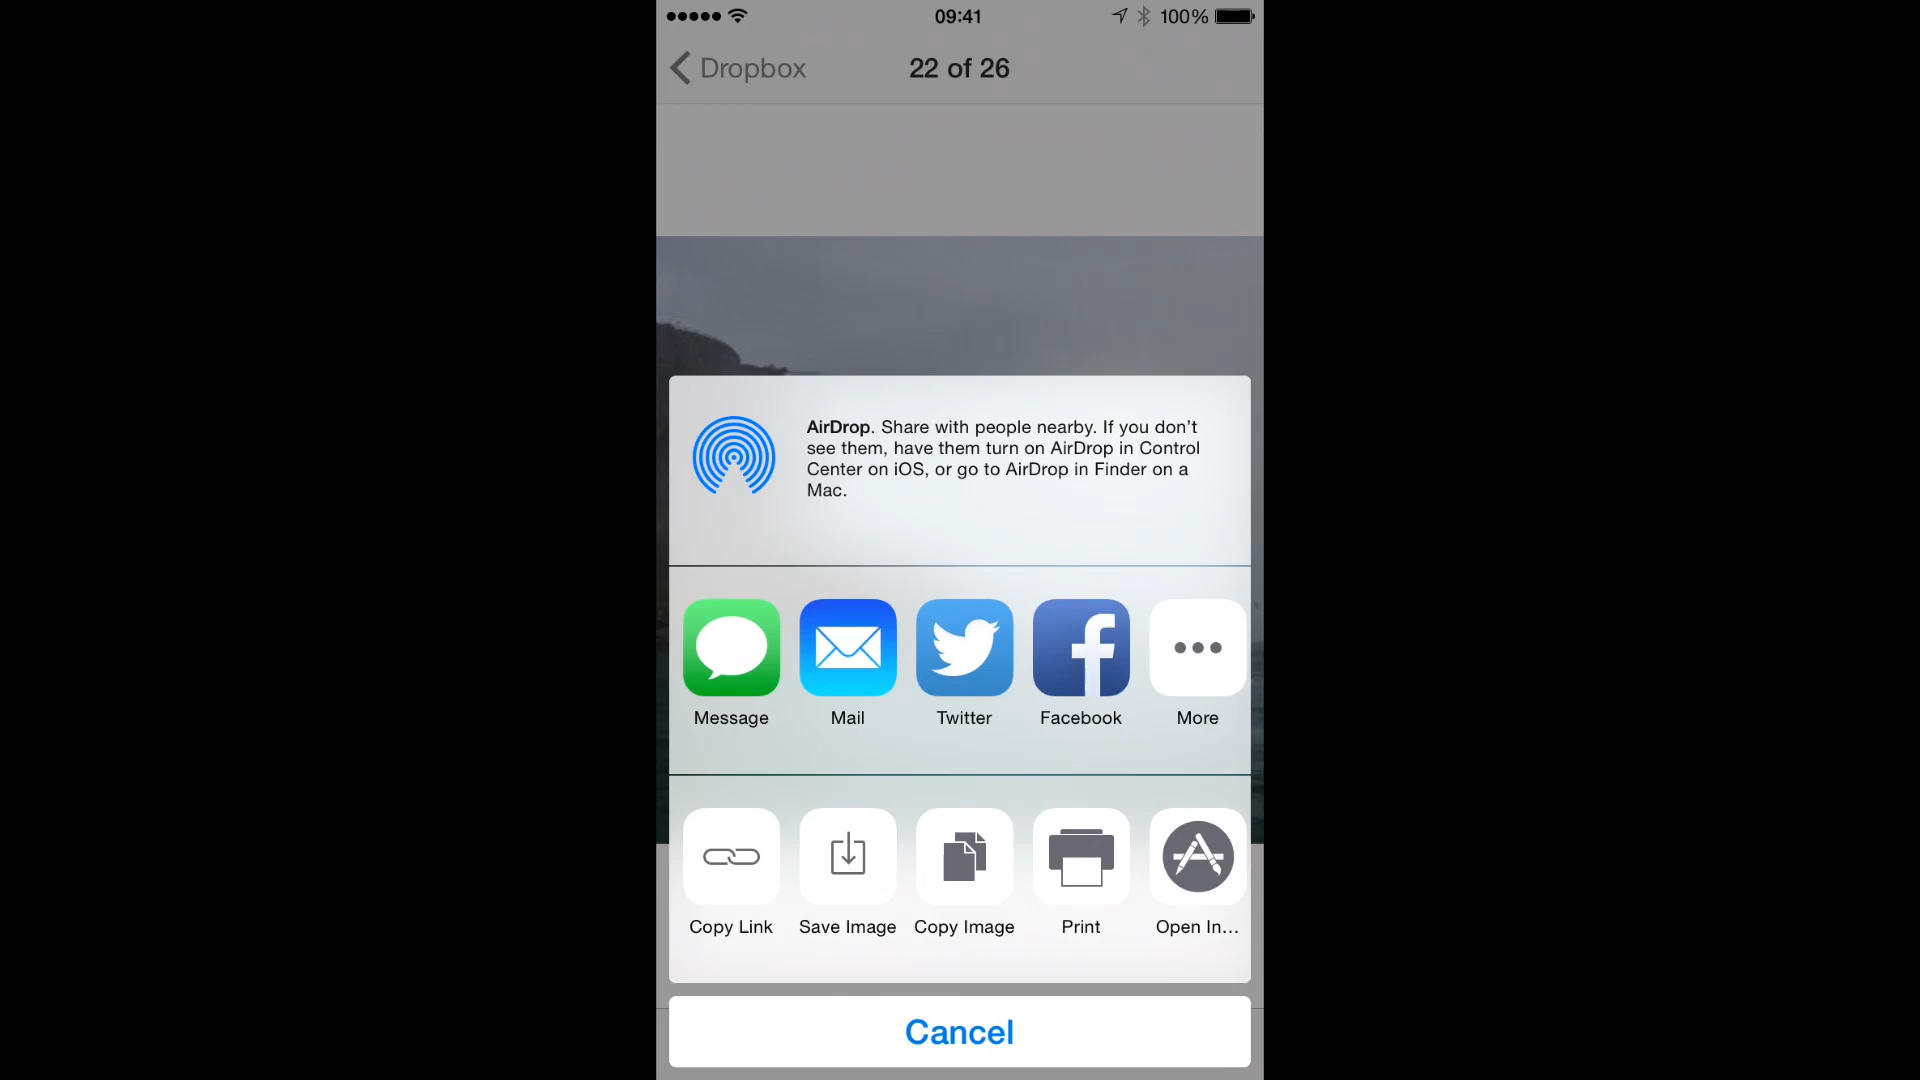 09:41 100%
Dropbox 22 of 26
AirDrop. Share with people nearby. If you don't
see them, have them turn on AirDrop in Control
Center on iOS, or go to AirDrop in Finder on a
Mac.
Message Mail Twitter Facebook More
Copy Link Save Image Copy Image Print Open In...
Cancel